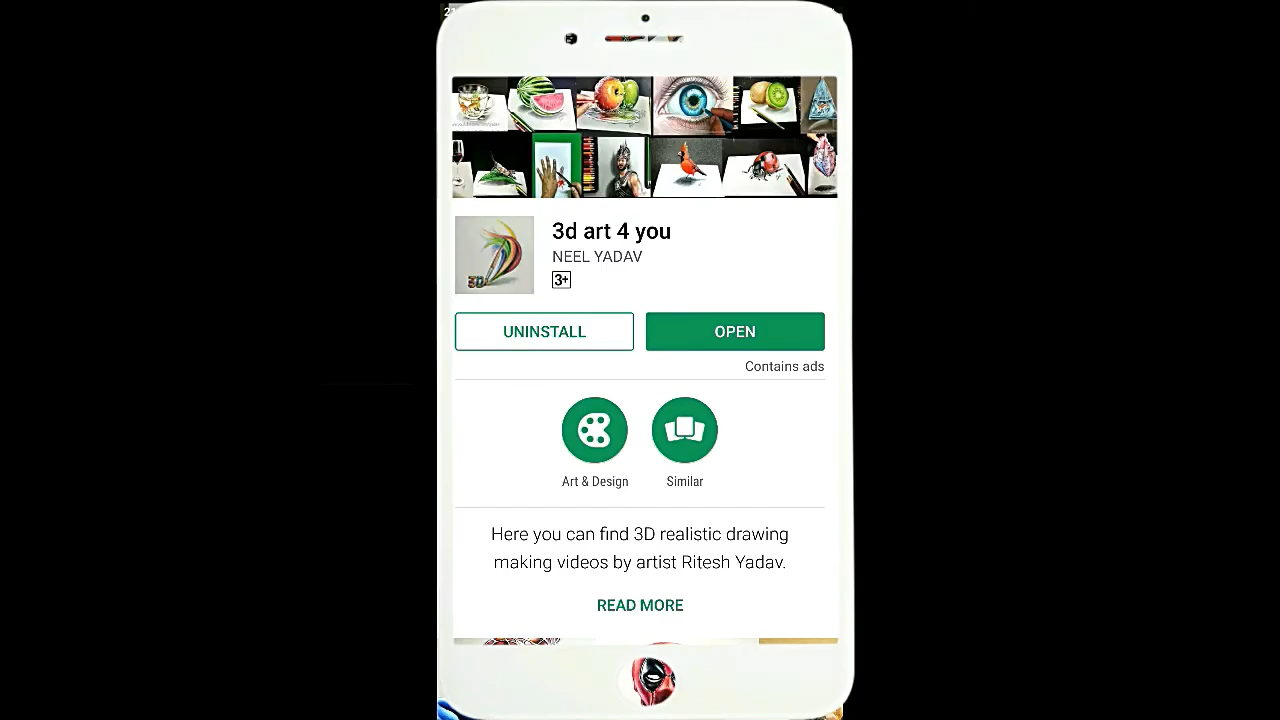 3d art 4 you
NEEL YADAV
3+
UNINSTALL
OPEN
Contains ads
Art & Design
Similar
Here you can find 3D realistic drawing
making videos by artist Ritesh Yadav.
READ MORE